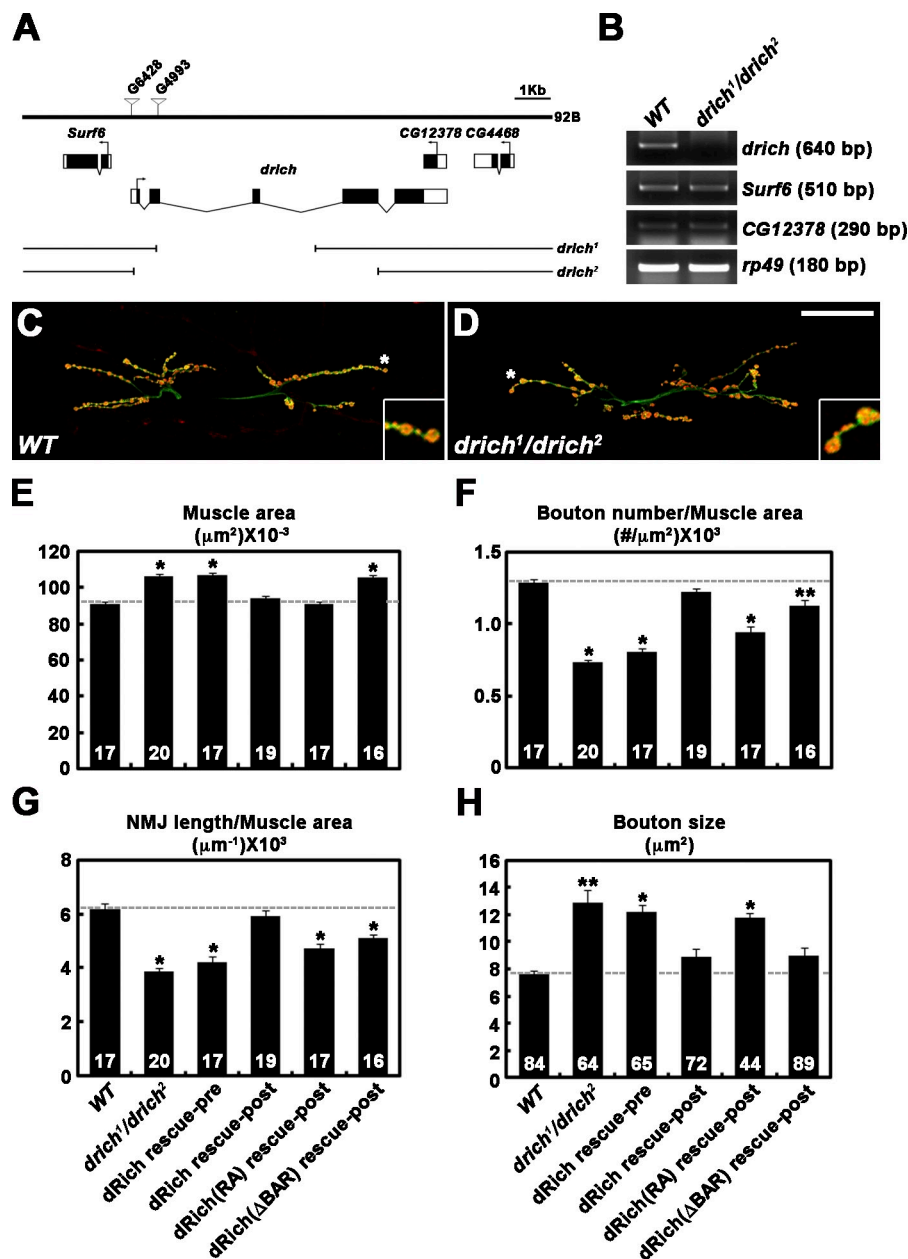 A
G6428
G4993
1Kb
92B
Surf6
CG12378 CG4468
drich
drich¹
drich²
B
WT
drich¹/drich²
drich (640 bp)
Surf6 (510 bp)
CG12378 (290 bp)
rp49 (180 bp)
C
*
WT
D
*
drich¹/drich²
E
Muscle area
(μm²)X10⁻³
120
100
80
60
40
20
0
* * *
17 20 17 19 17 16
F
Bouton number/Muscle area
(#/μm²)X10³
1.5
1.0
0.5
0
* * * **
17 20 17 19 17 16
G
NMJ length/Muscle area
(μm⁻¹)X10³
8
6
4
2
0
* * * *
17 20 17 19 17 16
WT
drich¹/drich²
dRich rescue-pre
dRich rescue-post
dRich(RA) rescue-post
dRich(ΔBAR) rescue-post
H
Bouton size
(μm²)
16
14
12
10
8
6
4
2
0
** * *
84 64 65 72 44 89
WT
drich¹/drich²
dRich rescue-pre
dRich rescue-post
dRich(RA) rescue-post
dRich(ΔBAR) rescue-post